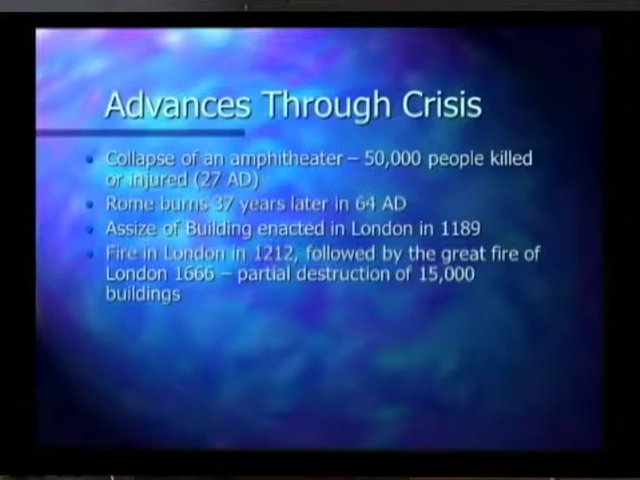 Advances Through Crisis
Collapse of an amphitheater – 50,000 people killed
or injured (27 AD)
Rome burns 37 years later in 64 AD
Assize of Building enacted in London in 1189
Fire in London in 1212, followed by the great fire of
London 1666 – partial destruction of 15,000
buildings